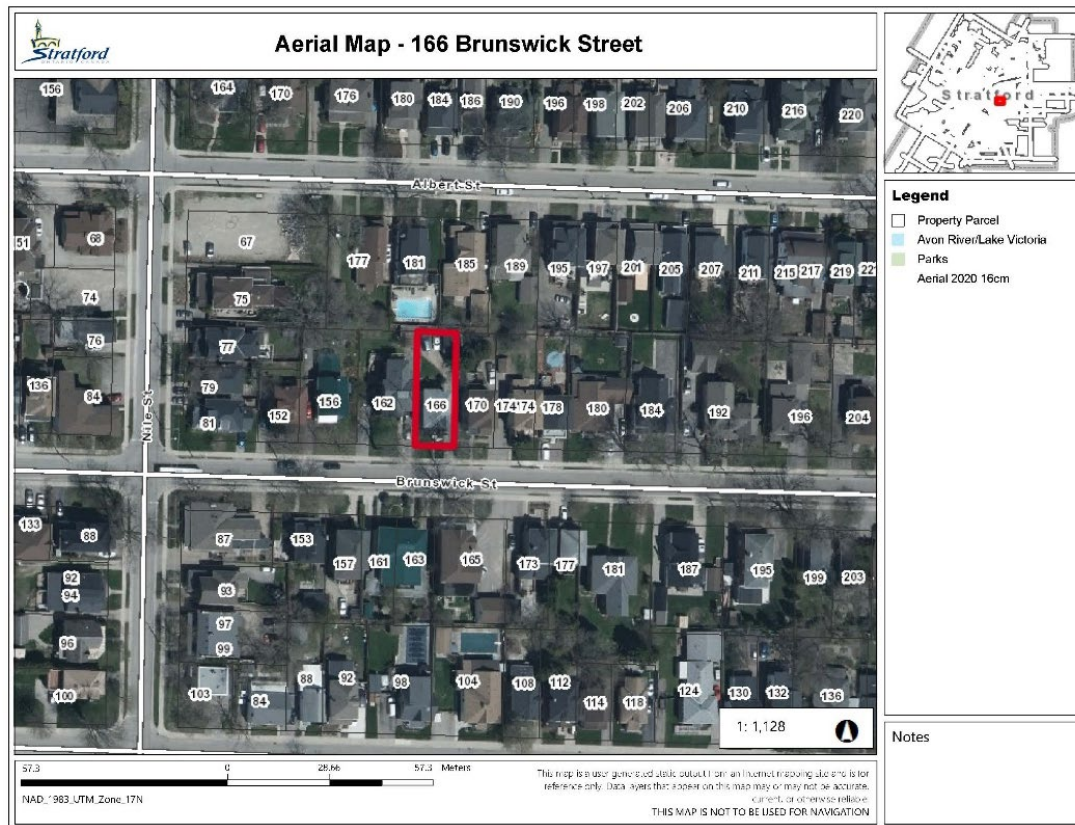 Stratford
Aerial Map - 166 Brunswick Street
Stratford
Legend
Property Parcel
Avon River/Lake Victoria
Parks
Aerial 2020 16cm
156 164 170 176 180 184 186 190 196 198 202 206 210 216 220
Albert St
51 68 67 177 181 185 189 195 197 201 205 207 211 215 217 219 221
74 75
76 77
136 84 79 81 152 156 162 166 170 174 174 178 180 184 192 196 204
Nile St
Brunswick St
133 88 87 153 157 161 163 165 173 177 181 187 195 199 203
92
94 93
96 97
99
100 103 84 88 92 98 104 108 112 114 118 124 130 132 136
1: 1,128
Notes
57.3 0 28.65 57.3 Meters
NAD_1983_UTM_Zone_17N
This map is a user generated static output from an Internet mapping site and is for
reference only. Data layers that appear on this map may or may not be accurate,
current, or otherwise reliable.
THIS MAP IS NOT TO BE USED FOR NAVIGATION